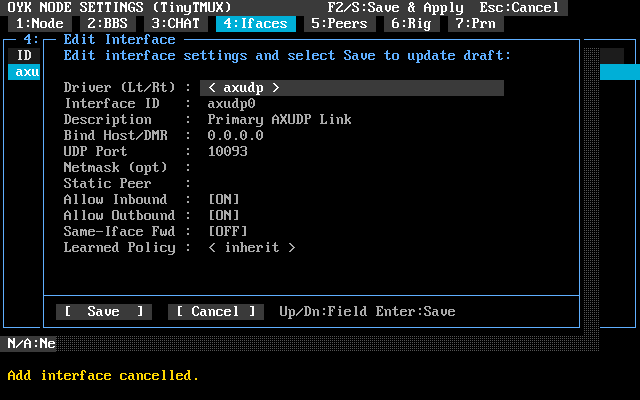 OYK NODE SETTINGS (TinyTMUX) F2/S:Save & Apply Esc:Cancel
1:Node 2:BBS 3:CHAT 4:Ifaces 5:Peers 6:Rig 7:Prn
4: Edit Interface
ID Edit interface settings and select Save to update draft:
axu
Driver (Lt/Rt) : < axudp >
Interface ID : axudp0
Description : Primary AXUDP Link
Bind Host/DMR : 0.0.0.0
UDP Port : 10093
Netmask (opt) :
Static Peer :
Allow Inbound : [ON]
Allow Outbound : [ON]
Same-Iface Fwd : [OFF]
Learned Policy : < inherit >
[ Save ] [ Cancel ] Up/Dn:Field Enter:Save
N/A:Ne
Add interface cancelled.